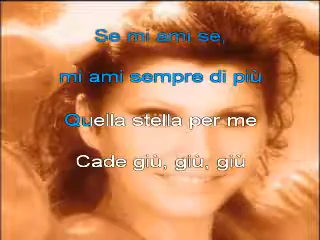 Se mi ami se,
mi ami sempre di più
Quella stella per me
Cade giù, giù, giù